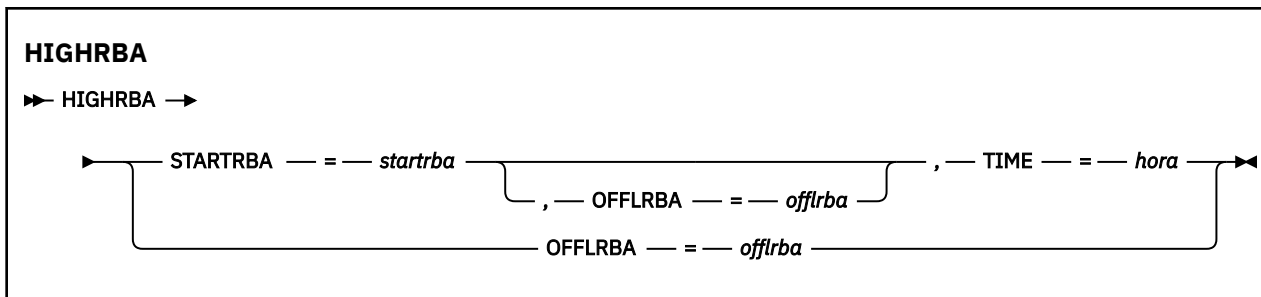 HIGHRBA
HIGHRBA
STARTRBA = startrba , TIME = hora
, OFFLRBA = offlrba
OFFLRBA = offlrba